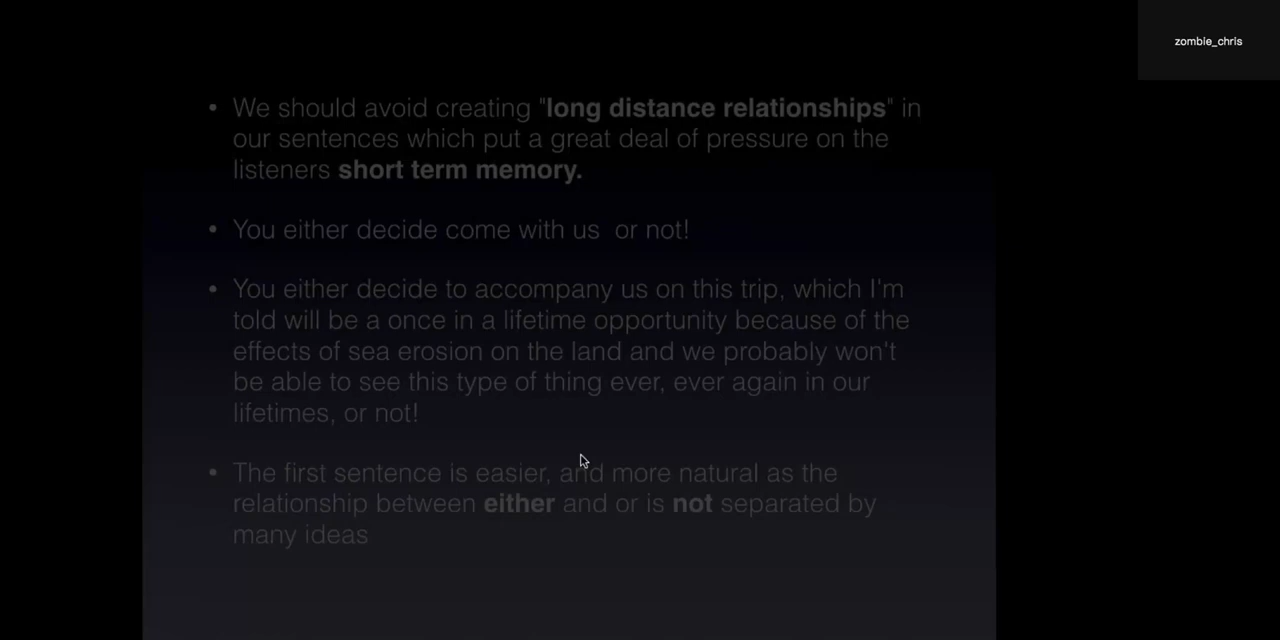 zombie_chris
• We should avoid creating "long distance relationships" in
our sentences which put a great deal of pressure on the
listeners short term memory.
• You either decide come with us  or not!
• You either decide to accompany us on this trip, which I'm
told will be a once in a lifetime opportunity because of the
effects of sea erosion on the land and we probably won't
be able to see this type of thing ever, ever again in our
lifetimes, or not!
• The first sentence is easier, and more natural as the
relationship between either and or is not separated by
many ideas